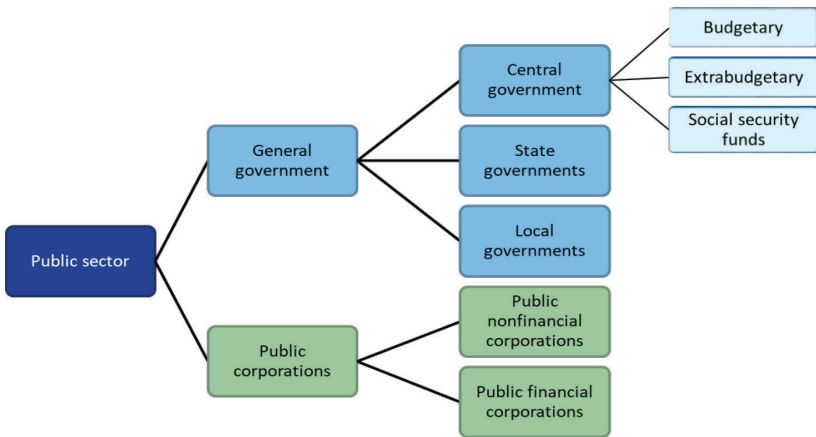 Budgetary
Central
government
Extrabudgetary
Social security
funds
General
government
State
governments
Local
governments
Public sector
Public
nonfinancial
corporations
Public
corporations
Public financial
corporations